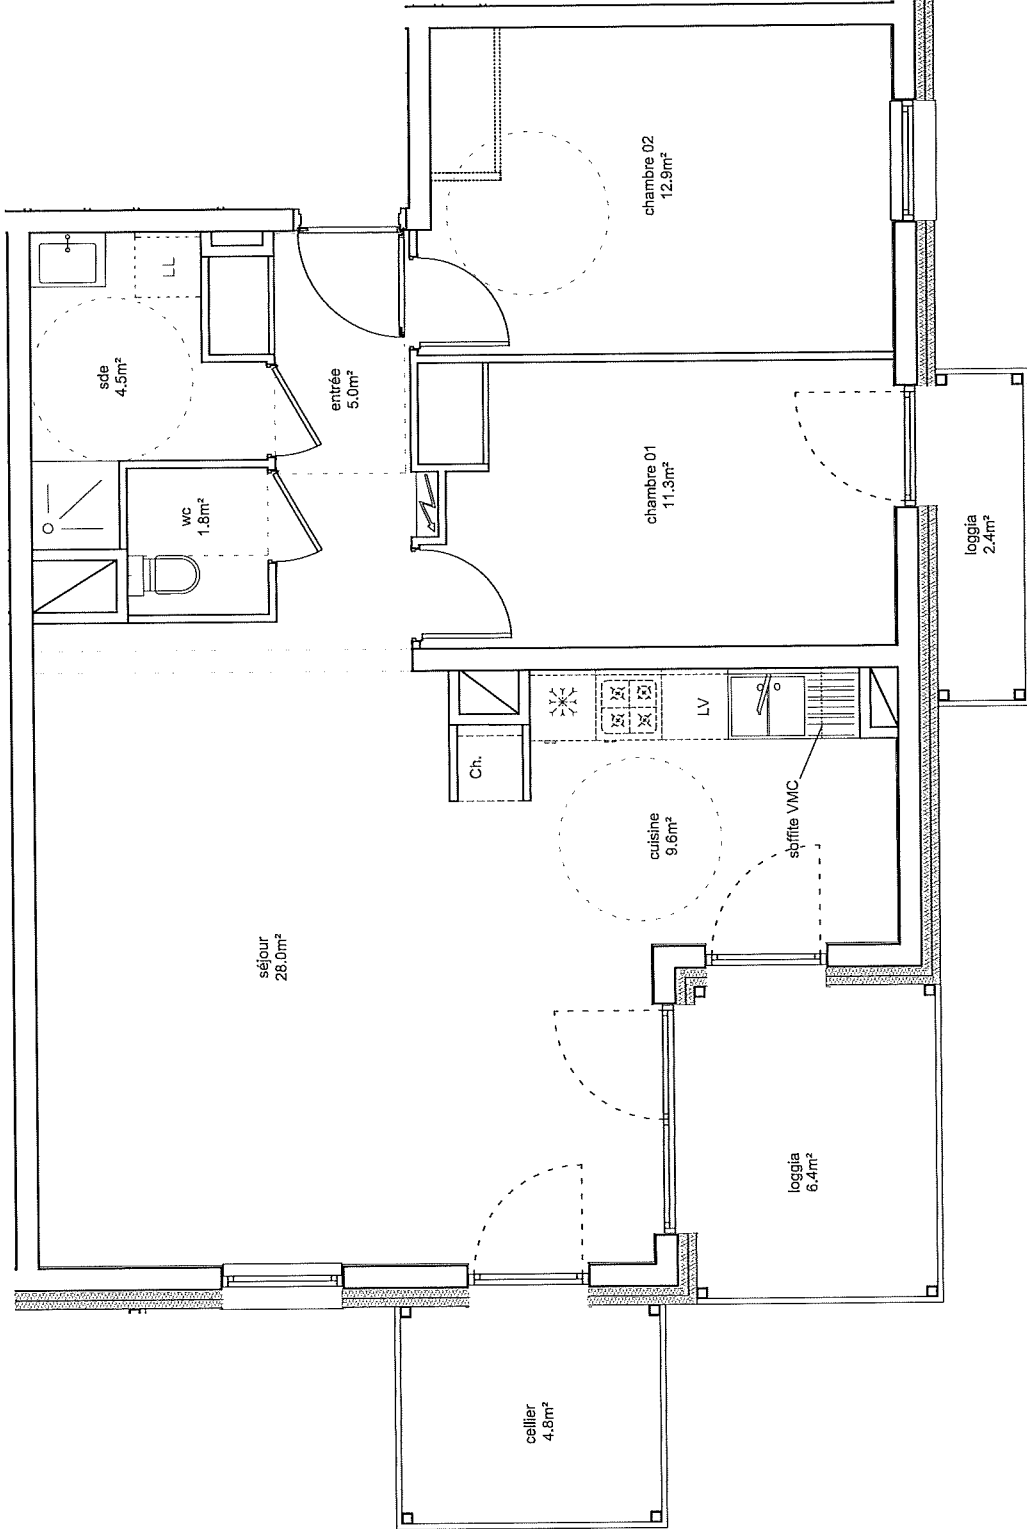 sde
4.5m²
LL
wc
1.8m²
entrée
5.0m²
chambre 02
12.9m²
chambre 01
11.3m²
séjour
28.0m²
Ch.
LV
cuisine
9.6m²
soffite VMC
loggia
2.4m²
loggia
6.4m²
cellier
4.8m²